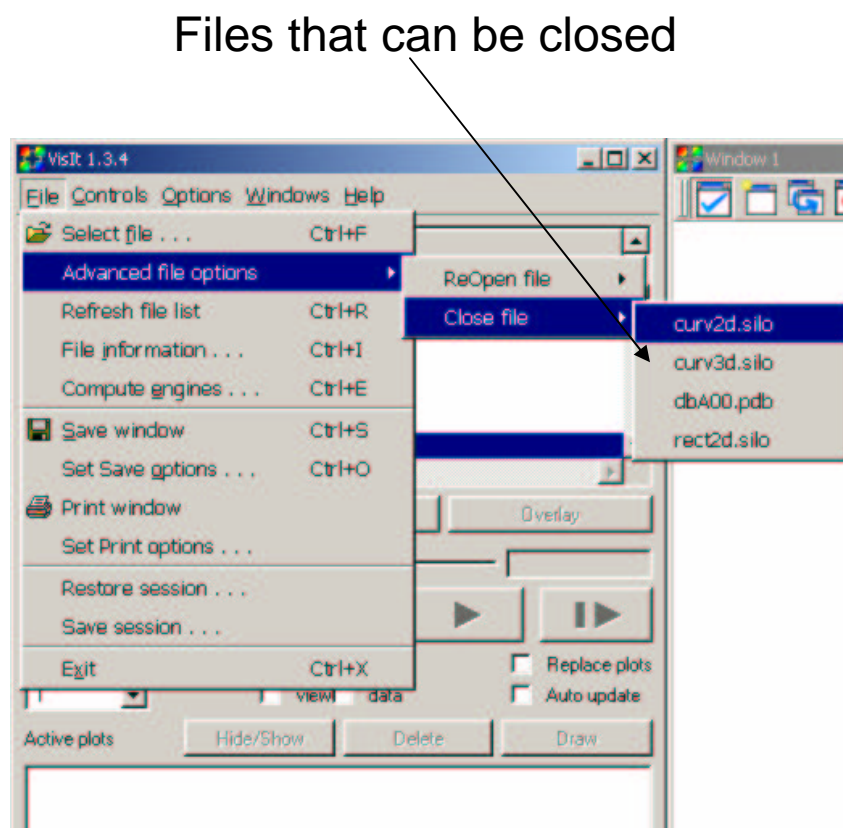 Files that can be closed
VisIt 1.3.4
Window 1
File Controls Options Windows Help
Select file . . . Ctrl+F
Advanced file options
ReOpen file
Refresh file list Ctrl+R
Close file
curv2d.silo
File information . . . Ctrl+I
curv3d.silo
Compute engines . . . Ctrl+E
dbA00.pdb
Save window Ctrl+S
rect2d.silo
Set Save options . . . Ctrl+O
Print window
Overlay
Set Print options . . .
Restore session . . .
Save session . . .
Exit Ctrl+X
Replace plots
view data
Auto update
Active plots Hide/Show Delete Draw